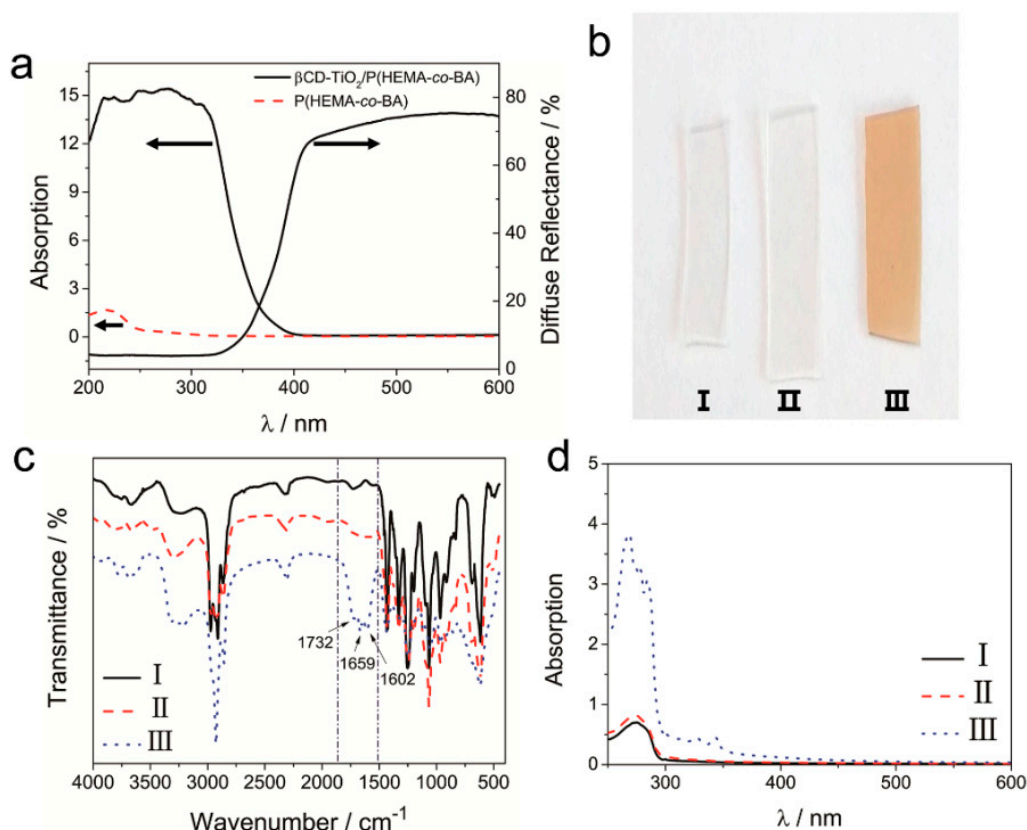 a
βCD-TiO₂/P(HEMA-co-BA)
P(HEMA-co-BA)
Absorption
15
12
9
6
3
0
80
60
40
20
0
Diffuse Reflectance / %
200 300 400 500 600
λ / nm
b
I II III
c
Transmittance / %
1732
1659
1602
I
II
III
4000 3500 3000 2500 2000 1500 1000 500
Wavenumber / cm⁻¹
d
Absorption
5
4
3
2
1
0
I
II
III
300 400 500 600
λ / nm